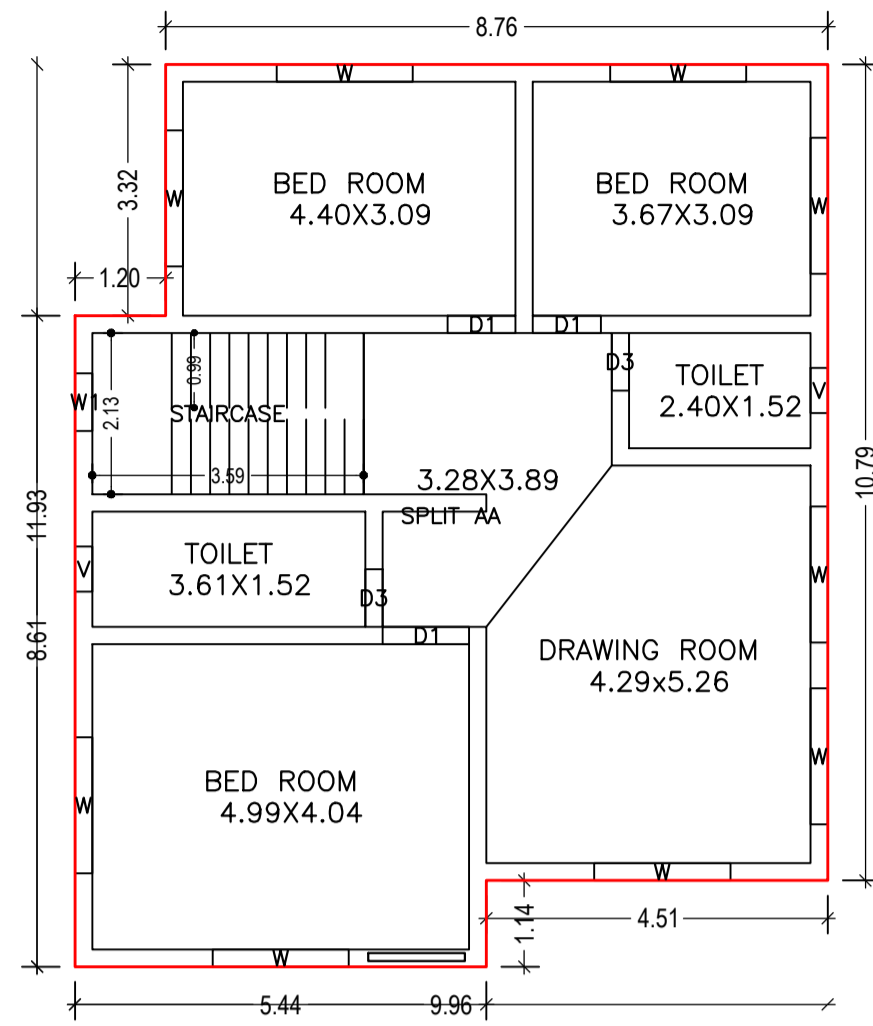 8.76
W W
3.32
BED ROOM
4.40X3.09
BED ROOM
3.67X3.09
W W
1.20
D1 D1
0.99
D3
TOILET
2.40X1.52
V
W1
2.13
STAIRCASE
3.59
3.28X3.89
SPLIT AA
10.79
11.93
TOILET
3.61X1.52
V
D3
W
8.61
D1
DRAWING ROOM
4.29x5.26
W
BED ROOM
4.99X4.04
W
W
1.14
4.51
W
5.44 9.96